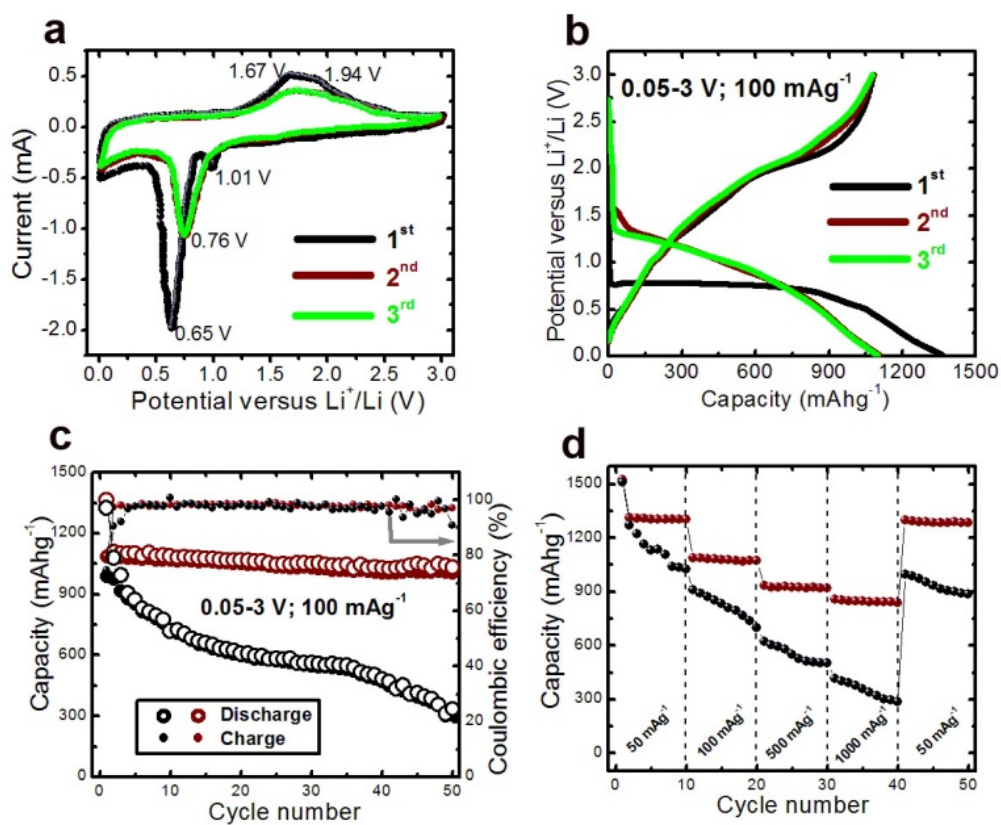 a
1.67 V
1.94 V
1.01 V
0.76 V
0.65 V
1st
2nd
3rd
0.5
0.0
-0.5
-1.0
-1.5
-2.0
Current (mA)
0.0 0.5 1.0 1.5 2.0 2.5 3.0
Potential versus Li⁺/Li (V)
b
0.05-3 V; 100 mAg⁻¹
1st
2nd
3rd
3.0
2.5
2.0
1.5
1.0
0.5
0.0
Potential versus Li⁺/Li (V)
0 300 600 900 1200 1500
Capacity (mAhg⁻¹)
c
1500
1200
900
600
300
0
Capacity (mAhg⁻¹)
0.05-3 V; 100 mAg⁻¹
Discharge
Charge
100
80
60
40
20
0
Coulombic efficiency (%)
0 10 20 30 40 50
Cycle number
d
1500
1200
900
600
300
0
Capacity (mAhg⁻¹)
50 mAg⁻¹
100 mAg⁻¹
500 mAg⁻¹
1000 mAg⁻¹
50 mAg⁻¹
0 10 20 30 40 50
Cycle number